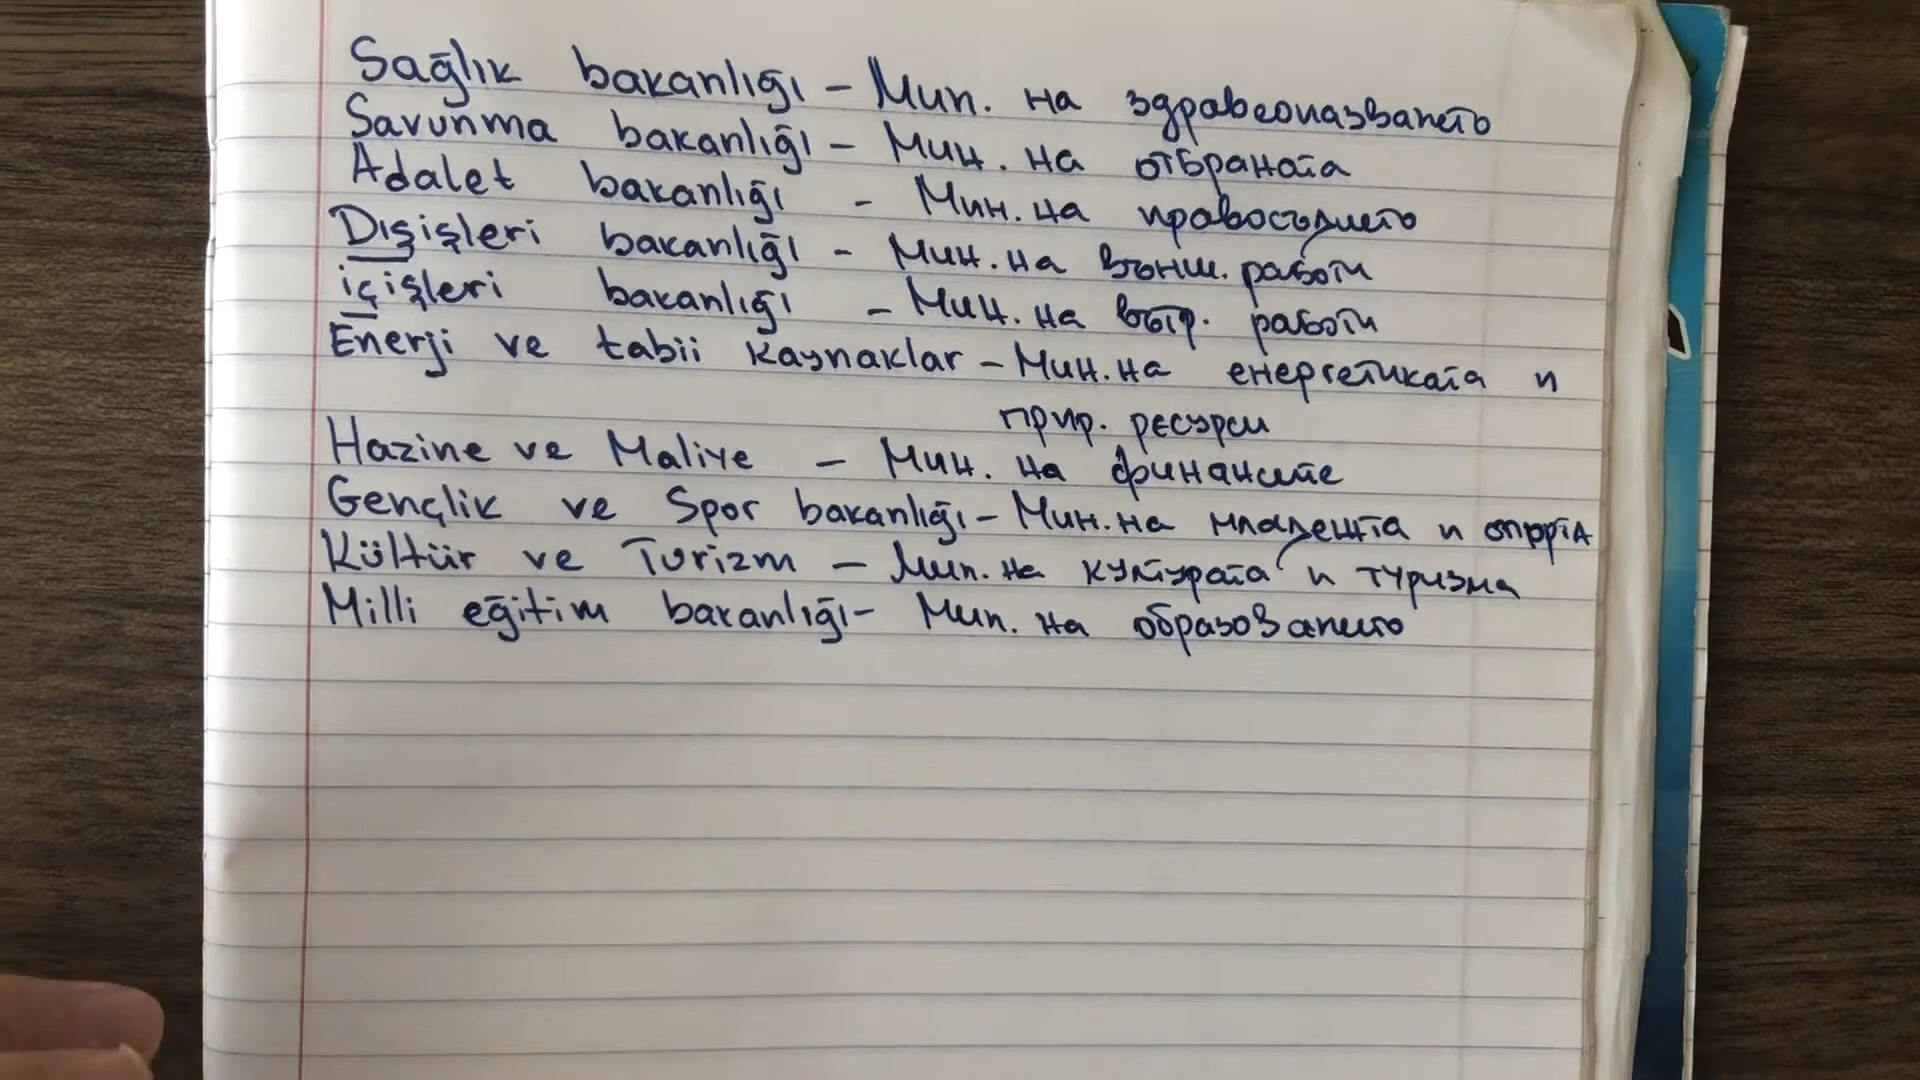 Sağlık bakanlığı - Мин. на здравеопазването
Savunma bakanlığı - Мин. на отбраната
Adalet bakanlığı - Мин. на правосъдието
Dışişleri bakanlığı - Мин. на външ. работи
içişleri bakanlığı - Мин. на вътр. работи
Enerji ve tabii kaynaklar - Мин. на енергетиката и
прир. ресурси
Hazine ve Maliye - Мин. на финансите
Gençlik ve Spor bakanlığı - Мин. на младежта и спорта
Kültür ve Turizm - Мин. на културата и туризма
Milli eğitim bakanlığı - Мин. на образованието